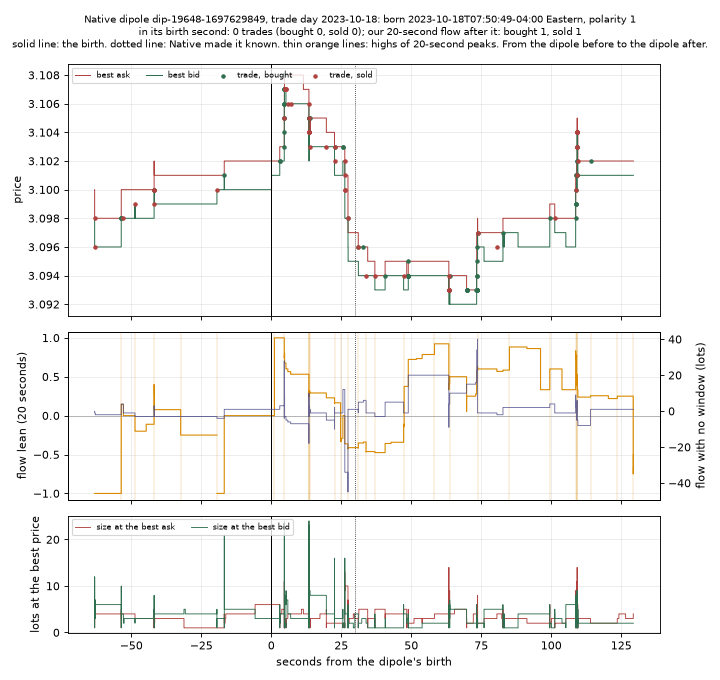 Native dipole dip-19648-1697629849, trade day 2023-10-18: born 2023-10-18T07:50:49-04:00 Eastern, polarity 1
in its birth second: 0 trades (bought 0, sold 0); our 20-second flow after it: bought 1, sold 1
solid line: the birth. dotted line: Native made it known. thin orange lines: highs of 20-second peaks. From the dipole before to the dipole after.
best ask best bid trade, bought trade, sold
3.108
3.106
3.104
3.102
3.100
3.098
3.096
3.094
3.092
price
1.0
0.5
0.0
−0.5
−1.0
flow lean (20 seconds)
40
20
0
−20
−40
flow with no window (lots)
size at the best ask size at the best bid
20
10
0
lots at the best price
−50 −25 0 25 50 75 100 125
seconds from the dipole's birth